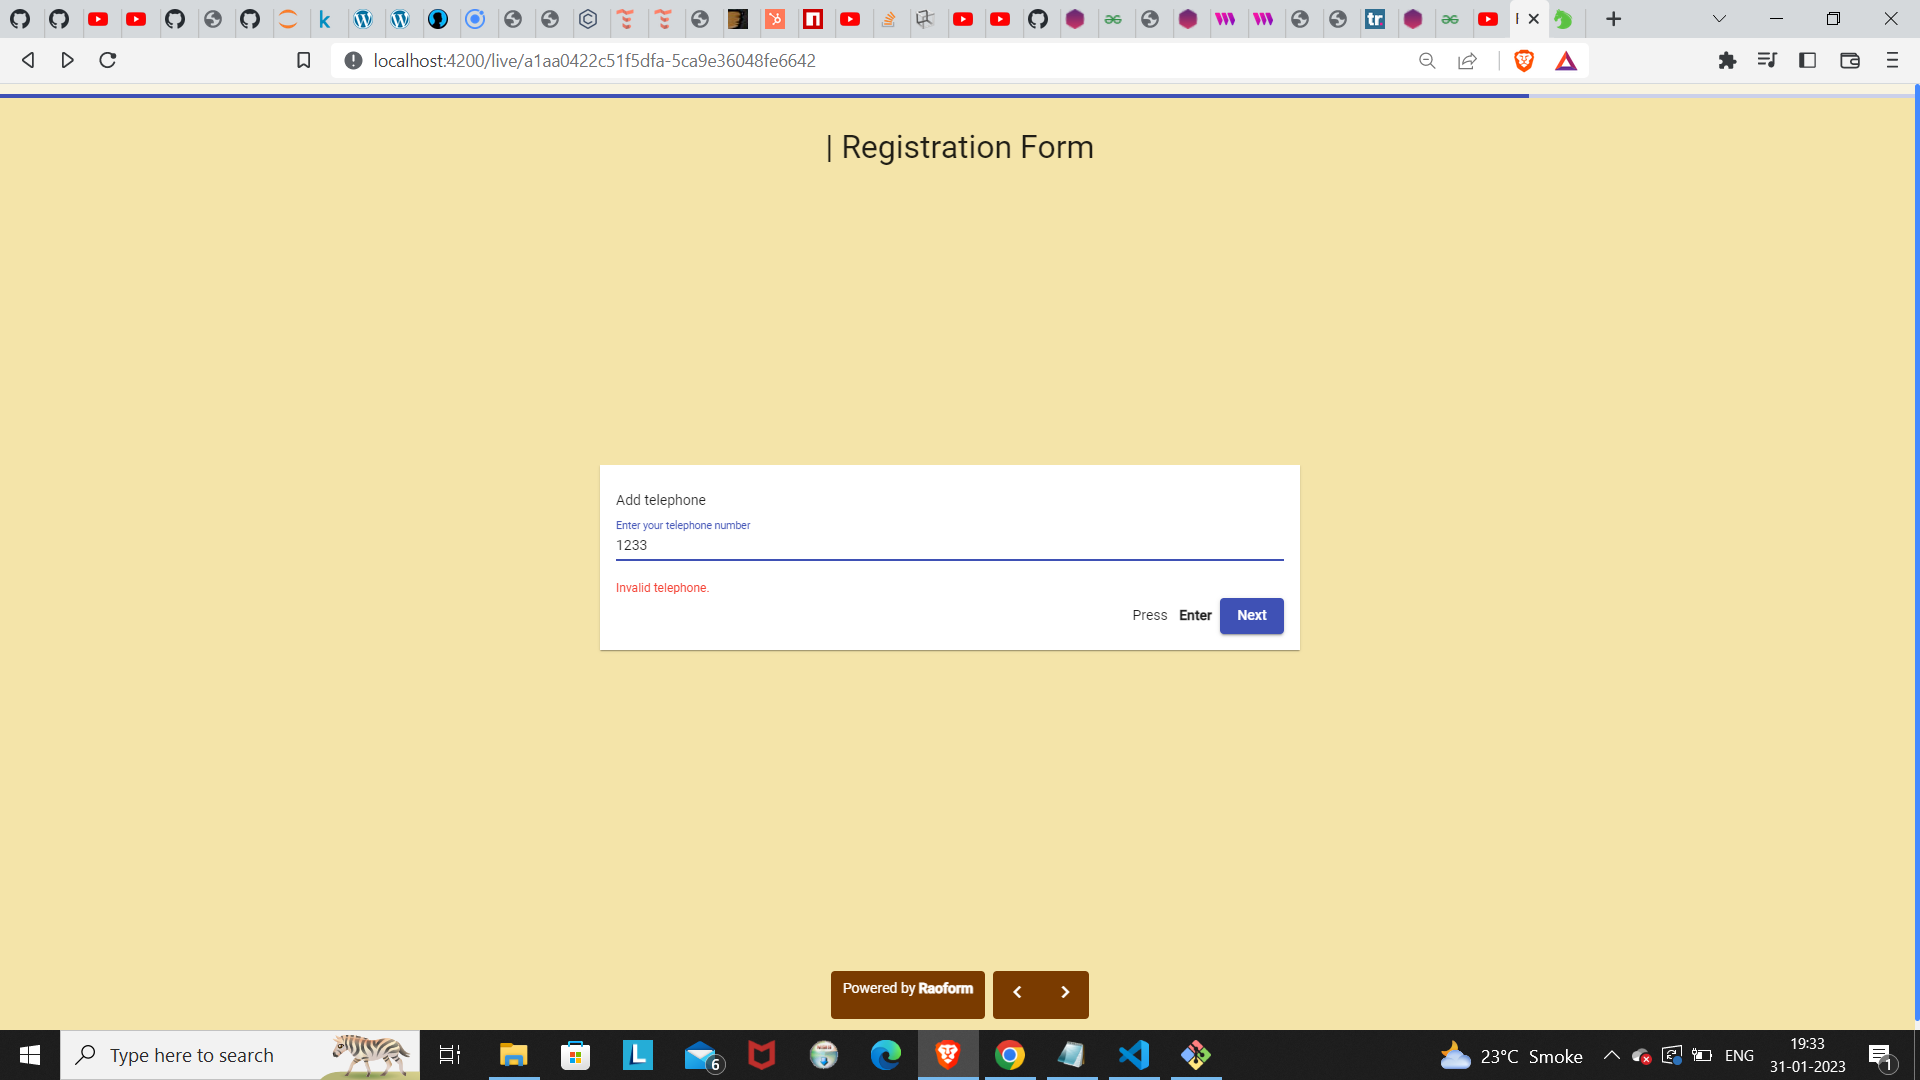 localhost:4200/live/a1aa0422c51f5dfa-5ca9e36048fe6642
| Registration Form
Add telephone
Enter your telephone number
1233
Invalid telephone.
Press Enter Next
Powered by Raoform
Type here to search
6
23°C Smoke
ENG
19:33
31-01-2023
1